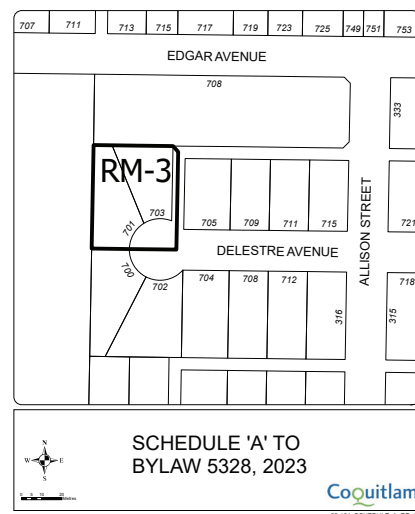 707 711 713 715 717 719 723 725 749 751 753
EDGAR AVENUE
708
333
RM-3
ALLISON STREET
703
701
705 709 711 715 721
DELESTRE AVENUE
700
702
704 708 712 718
316
315
N
W E
S
SCHEDULE 'A' TO
BYLAW 5328, 2023
Coquitlam